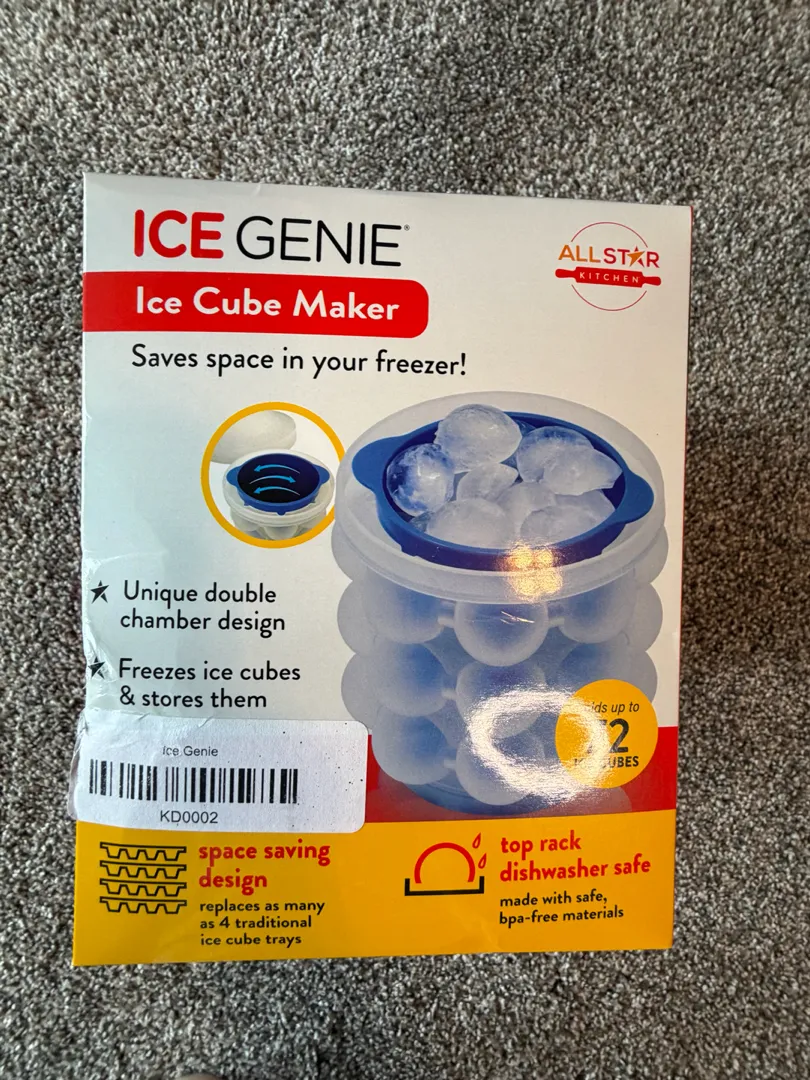 ICE GENIE®
ALLSTAR
KITCHEN
Ice Cube Maker
Saves space in your freezer!
Unique double
chamber design
Freezes ice cubes
& stores them
up to
Ice Genie
KD0002
space saving
design
replaces as many
as 4 traditional
ice cube trays
top rack
dishwasher safe
made with safe,
bpa-free materials